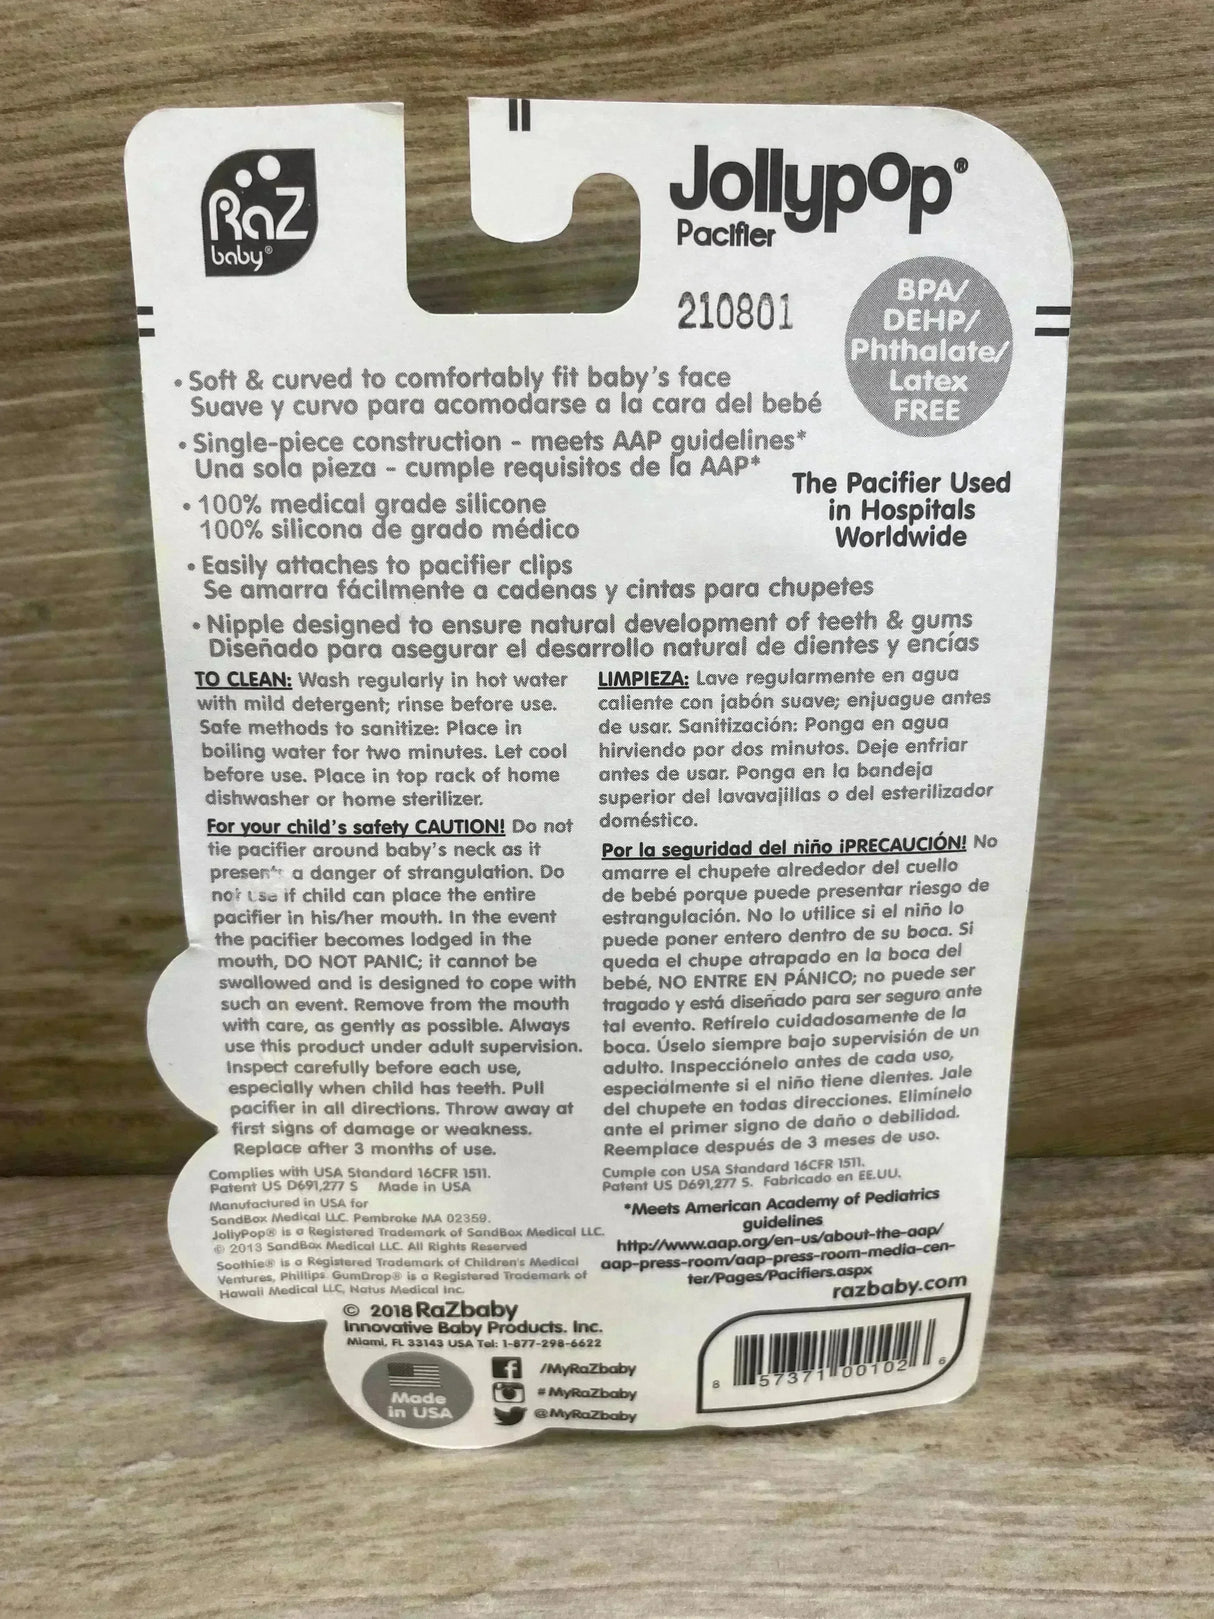 RaZ
baby®
Jollypop®
Pacifier
210801
BPA/
DEHP/
Phthalate/
Latex
FREE
• Soft & curved to comfortably fit baby's face
Suave y curvo para acomodarse a la cara del bebé
• Single-piece construction - meets AAP guidelines*
Una sola pieza - cumple requisitos de la AAP*
• 100% medical grade silicone
100% silicona de grado médico
The Pacifier Used
in Hospitals
Worldwide
• Easily attaches to pacifier clips
Se amarra fácilmente a cadenas y cintas para chupetes
• Nipple designed to ensure natural development of teeth & gums
Diseñado para asegurar el desarrollo natural de dientes y encías
TO CLEAN: Wash regularly in hot water
with mild detergent; rinse before use.
Safe methods to sanitize: Place in
boiling water for two minutes. Let cool
before use. Place in top rack of home
dishwasher or home sterilizer.
For your child's safety CAUTION! Do not
tie pacifier around baby's neck as it
presents a danger of strangulation. Do
not use if child can place the entire
pacifier in his/her mouth. In the event
the pacifier becomes lodged in the
mouth, DO NOT PANIC; it cannot be
swallowed and is designed to cope with
such an event. Remove from the mouth
with care, as gently as possible. Always
use this product under adult supervision.
Inspect carefully before each use,
especially when child has teeth. Pull
pacifier in all directions. Throw away at
first signs of damage or weakness.
Replace after 3 months of use.
Complies with USA Standard 16CFR 1511.
Patent US D691,277 S Made in USA
Manufactured in USA for
SandBox Medical LLC. Pembroke MA 02359.
JollyPop® is a Registered Trademark of SandBox Medical LLC.
© 2013 SandBox Medical LLC. All Rights Reserved
Soothie® is a Registered Trademark of Children's Medical
Ventures, Phillips GumDrop® is a Registered Trademark of
Hawaii Medical LLC, Natus Medical Inc.
LIMPIEZA: Lave regularmente en agua
caliente con jabón suave; enjuague antes
de usar. Sanitización: Ponga en agua
hirviendo por dos minutos. Deje enfriar
antes de usar. Ponga en la bandeja
superior del lavavajillas o del esterilizador
doméstico.
Por la seguridad del niño ¡PRECAUCIÓN! No
amarre el chupete alrededor del cuello
de bebé porque puede presentar riesgo de
estrangulación. No lo utilice si el niño lo
puede poner entero dentro de su boca. Si
queda el chupe atrapado en la boca del
bebé, NO ENTRE EN PÁNICO; no puede ser
tragado y está diseñado para ser seguro ante
tal evento. Retírelo cuidadosamente de la
boca. Úselo siempre bajo supervisión de un
adulto. Inspecciónelo antes de cada uso,
especialmente si el niño tiene dientes. Jale
del chupete en todas direcciones. Elimínelo
ante el primer signo de daño o debilidad.
Reemplace después de 3 meses de uso.
Cumple con USA Standard 16CFR 1511.
Patent US D691,277 S. Fabricado en EE.UU.
*Meets American Academy of Pediatrics
guidelines
http://www.aap.org/en-us/about-the-aap/
aap-press-room/aap-press-room-media-cen-
ter/Pages/Pacifiers.aspx
razbaby.com
© 2018 RaZbaby
Innovative Baby Products. Inc.
Miami, FL 33143 USA Tel: 1-877-298-6622
Made
in USA
/MyRaZbaby
#MyRaZbaby
@MyRaZbaby
8 57371 00102 6